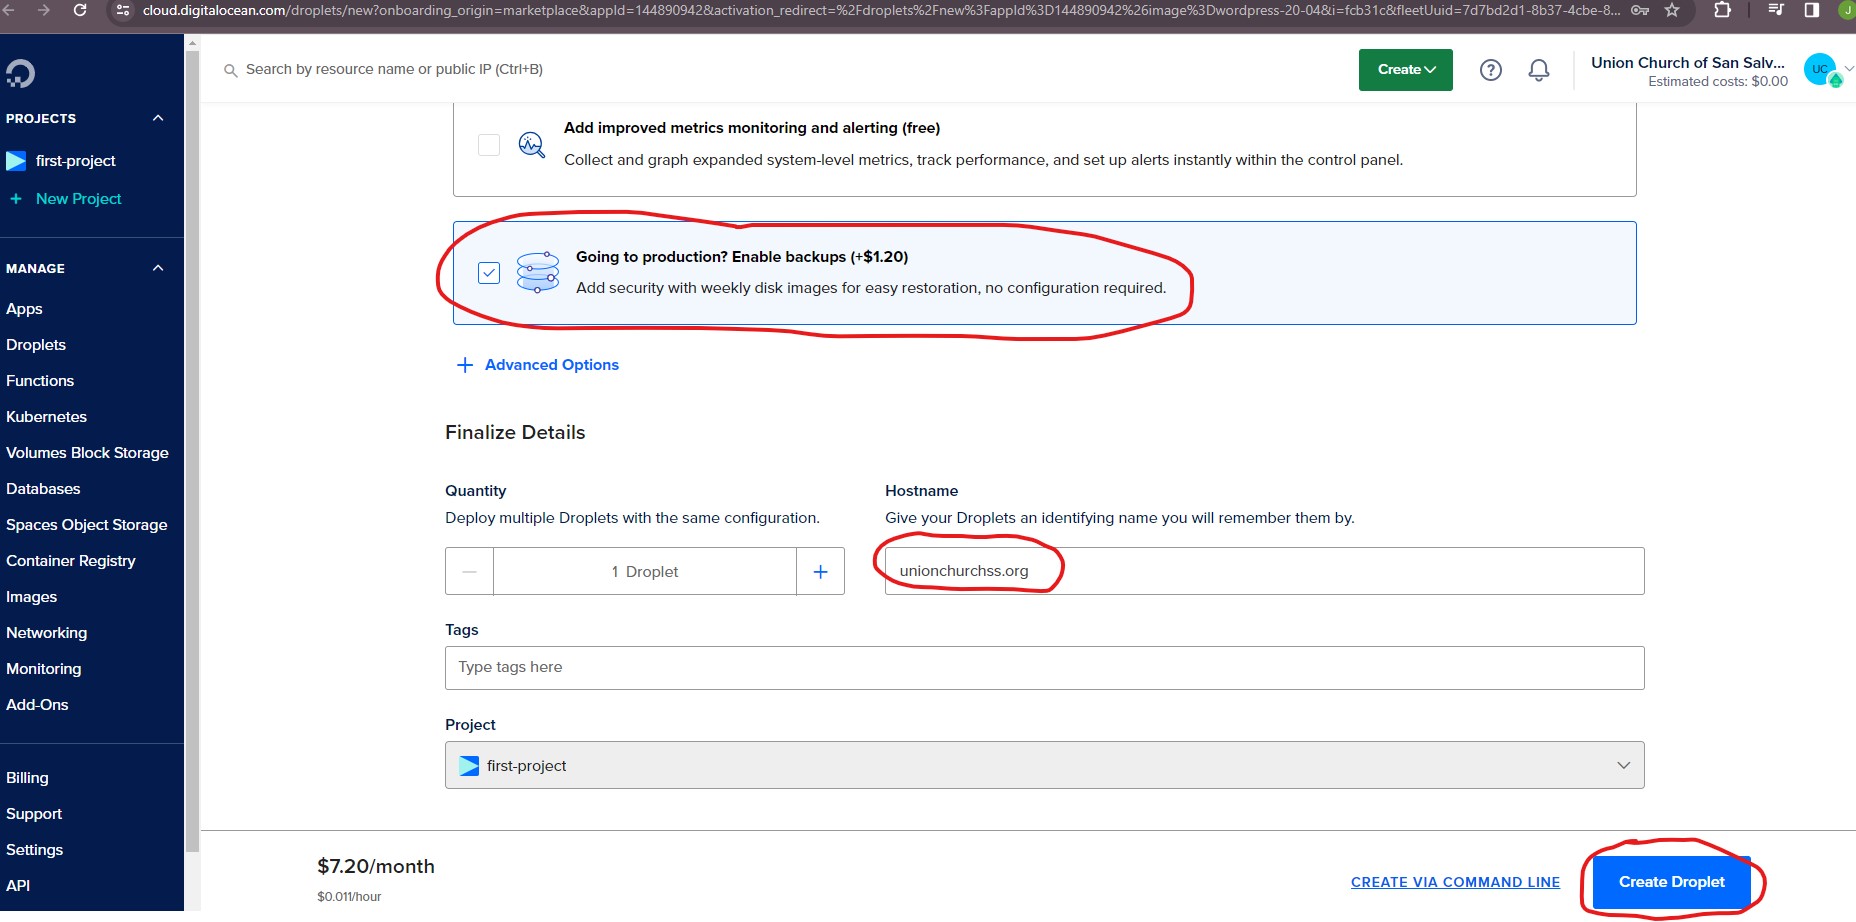 cloud.digitalocean.com/droplets/new?onboarding_origin=marketplace&appId=144890942&activation_redirect=%2Fdroplets%2Fnew%3FappId%3D144890942%26image%3Dwordpress-20-04&i=fcb31c&fleetUuid=7d7bd2d1-8b37-4cbe-8...
J
Search by resource name or public IP (Ctrl+B)
Create
?
Union Church of San Salv...
Estimated costs: $0.00
UC
PROJECTS
first-project
+ New Project
MANAGE
Apps
Droplets
Functions
Kubernetes
Volumes Block Storage
Databases
Spaces Object Storage
Container Registry
Images
Networking
Monitoring
Add-Ons
Billing
Support
Settings
API
Add improved metrics monitoring and alerting (free)
Collect and graph expanded system-level metrics, track performance, and set up alerts instantly within the control panel.
Going to production? Enable backups (+$1.20)
Add security with weekly disk images for easy restoration, no configuration required.
+ Advanced Options
Finalize Details
Quantity
Deploy multiple Droplets with the same configuration.
1 Droplet
Hostname
Give your Droplets an identifying name you will remember them by.
unionchurchss.org
Tags
Type tags here
Project
first-project
$7.20/month
$0.011/hour
CREATE VIA COMMAND LINE
Create Droplet